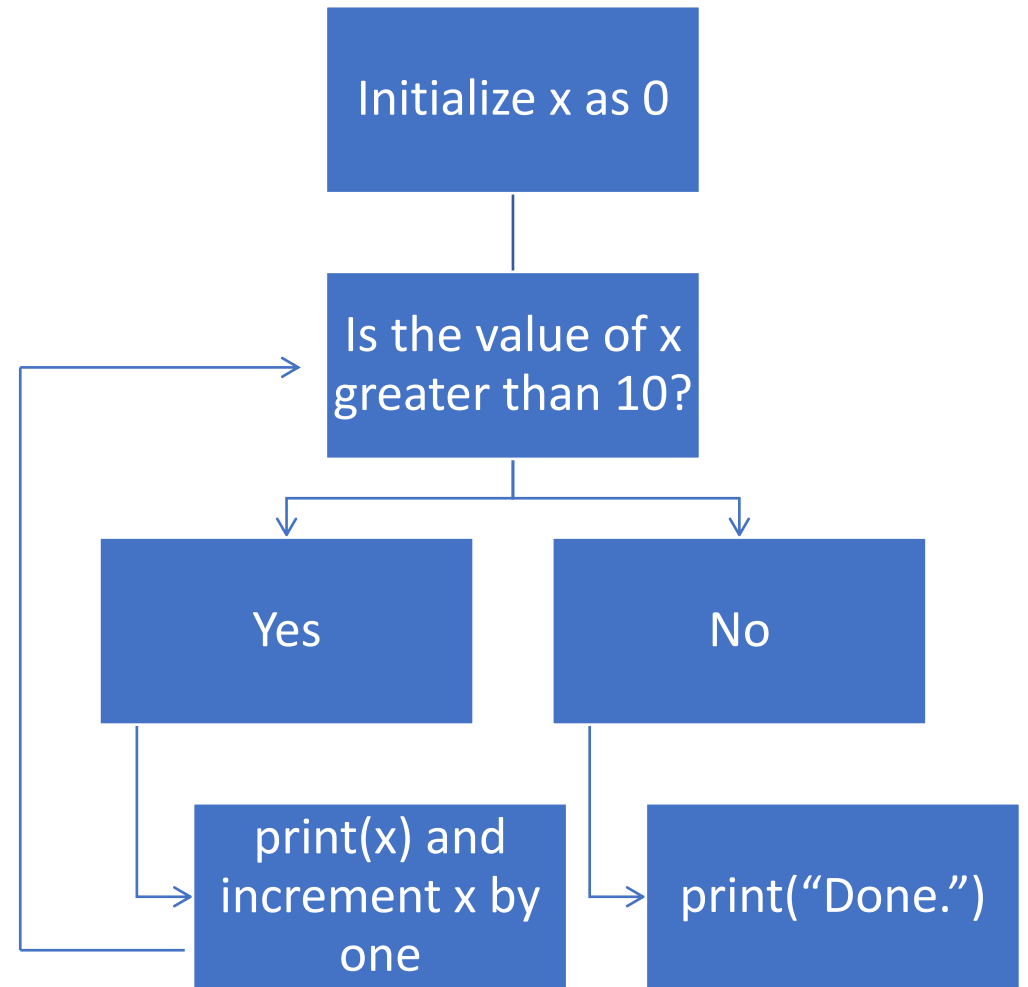 Initialize x as 0
Is the value of x
greater than 10?
Yes
No
print(x) and
increment x by
one
print(“Done.”)